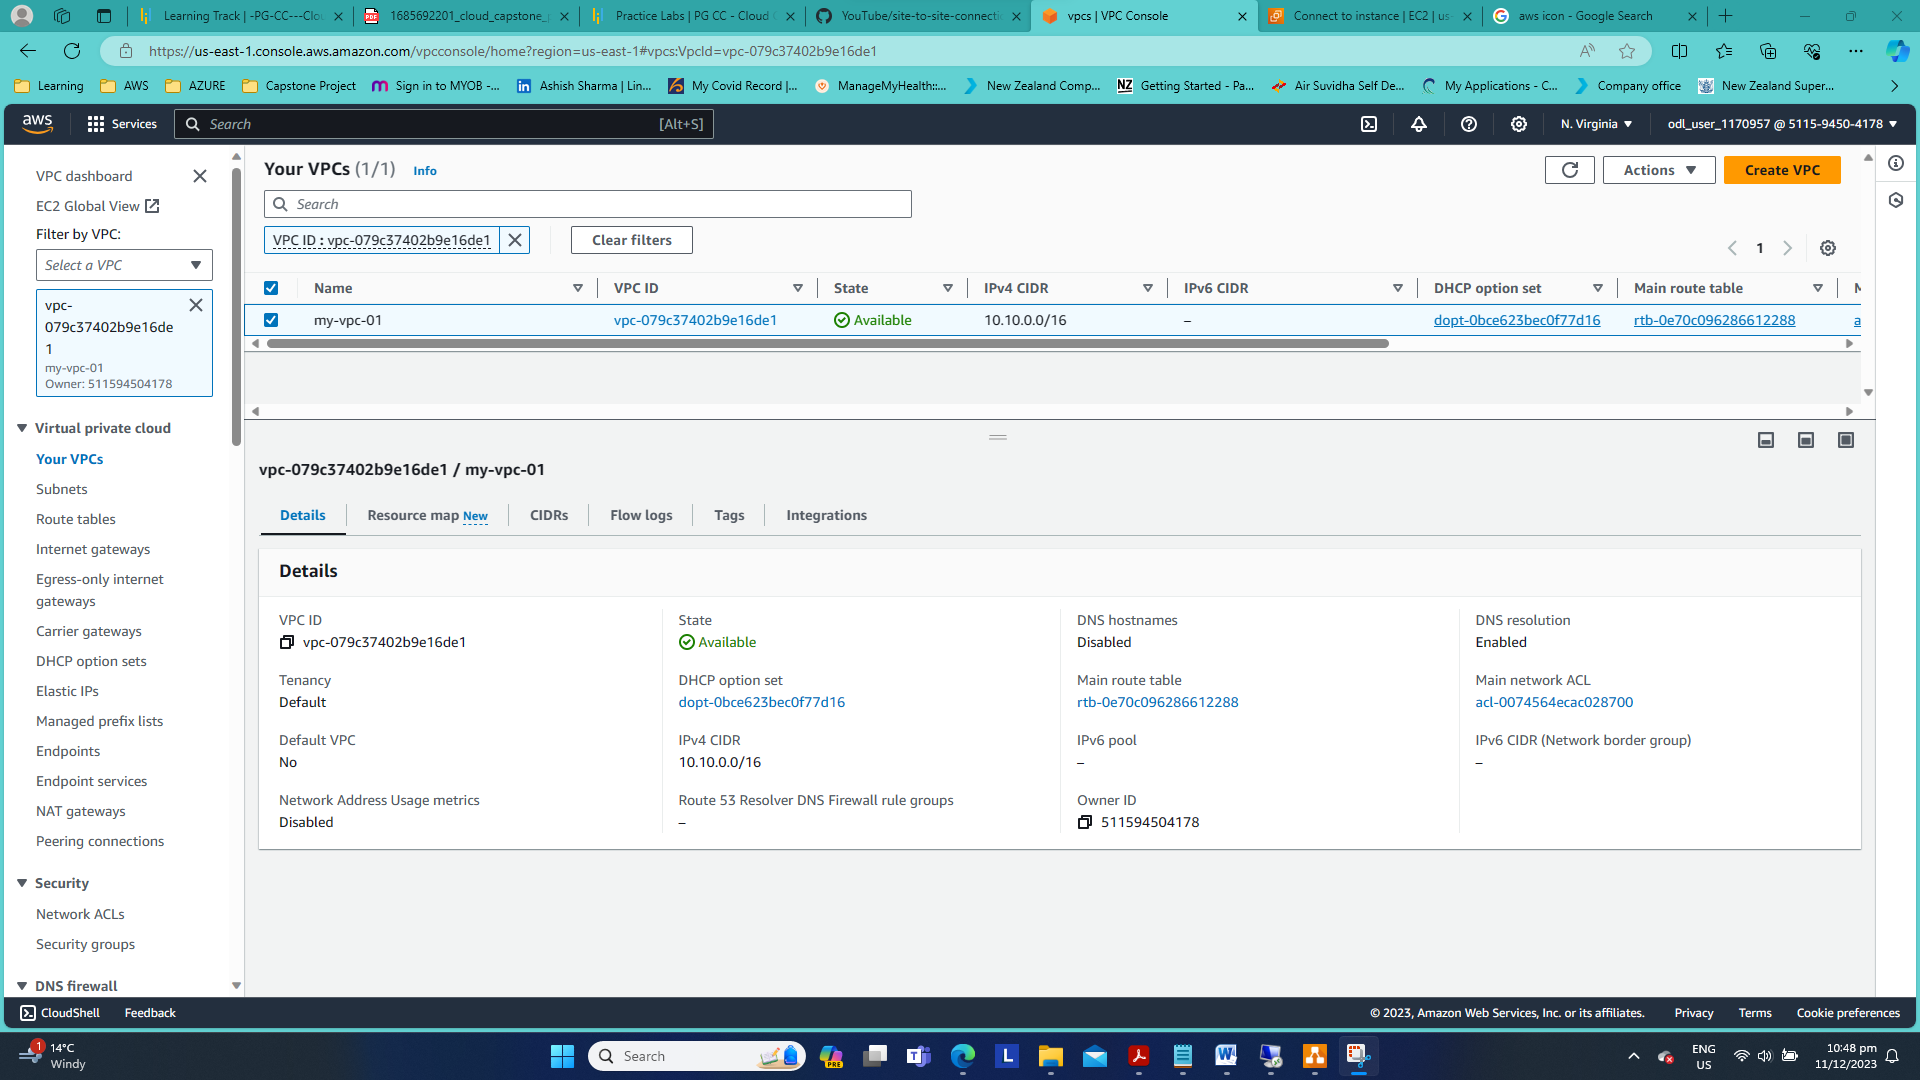 Learning Track | -PG-CC---Clou
1685692201_cloud_capstone_
Practice Labs | PG CC - Cloud
YouTube/site-to-site-connecti
vpcs | VPC Console
Connect to instance | EC2 | us-
aws icon - Google Search
https://us-east-1.console.aws.amazon.com/vpcconsole/home?region=us-east-1#vpcs:VpcId=vpc-079c37402b9e16de1
Learning
AWS
AZURE
Capstone Project
Sign in to MYOB -...
Ashish Sharma | Lin...
My Covid Record |...
ManageMyHealth:...
New Zealand Comp...
Getting Started - Pa...
Air Suvidha Self De...
My Applications - C...
Company office
New Zealand Super...
aws
Services
Search
[Alt+S]
N. Virginia
odl_user_1170957 @ 5115-9450-4178
VPC dashboard
EC2 Global View
Filter by VPC:
Select a VPC
vpc-
079c37402b9e16de
1
my-vpc-01
Owner: 511594504178
Virtual private cloud
Your VPCs
Subnets
Route tables
Internet gateways
Egress-only internet
gateways
Carrier gateways
DHCP option sets
Elastic IPs
Managed prefix lists
Endpoints
Endpoint services
NAT gateways
Peering connections
Security
Network ACLs
Security groups
DNS firewall
Your VPCs (1/1) Info
Actions
Create VPC
Search
VPC ID : vpc-079c37402b9e16de1
Clear filters
1
Name VPC ID State IPv4 CIDR IPv6 CIDR DHCP option set Main route table
my-vpc-01 vpc-079c37402b9e16de1 Available 10.10.0.0/16 – dopt-0bce623bec0f77d16 rtb-0e70c096286612288 a
vpc-079c37402b9e16de1 / my-vpc-01
Details Resource map New CIDRs Flow logs Tags Integrations
Details
VPC ID
vpc-079c37402b9e16de1
State
Available
DNS hostnames
Disabled
DNS resolution
Enabled
Tenancy
Default
DHCP option set
dopt-0bce623bec0f77d16
Main route table
rtb-0e70c096286612288
Main network ACL
acl-0074564ecac028700
Default VPC
No
IPv4 CIDR
10.10.0.0/16
IPv6 pool
–
IPv6 CIDR (Network border group)
–
Network Address Usage metrics
Disabled
Route 53 Resolver DNS Firewall rule groups
–
Owner ID
511594504178
CloudShell
Feedback
© 2023, Amazon Web Services, Inc. or its affiliates.
Privacy
Terms
Cookie preferences
1
14°C
Windy
Search
PRE
ENG
US
10:48 pm
11/12/2023